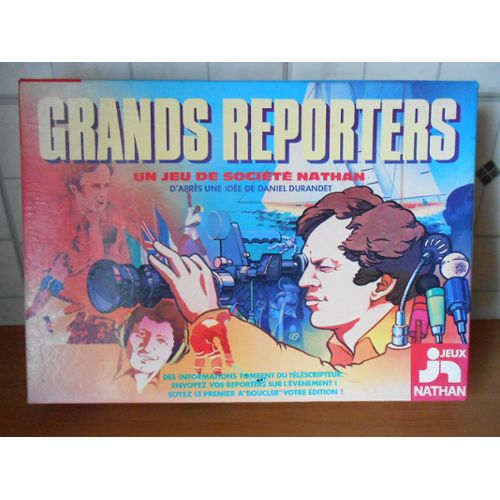 GRANDS REPORTERS
UN JEU DE SOCIÉTÉ NATHAN
D'APRÈS UNE IDÉE DE DANIEL DURANDET
DES INFORMATIONS TOMBENT DU TÉLÉSCRIPTEUR.
ENVOYEZ VOS REPORTERS SUR L'ÉVÉNEMENT !
SOYEZ LE PREMIER A "BOUCLER" VOTRE ÉDITION !
JEUX
NATHAN